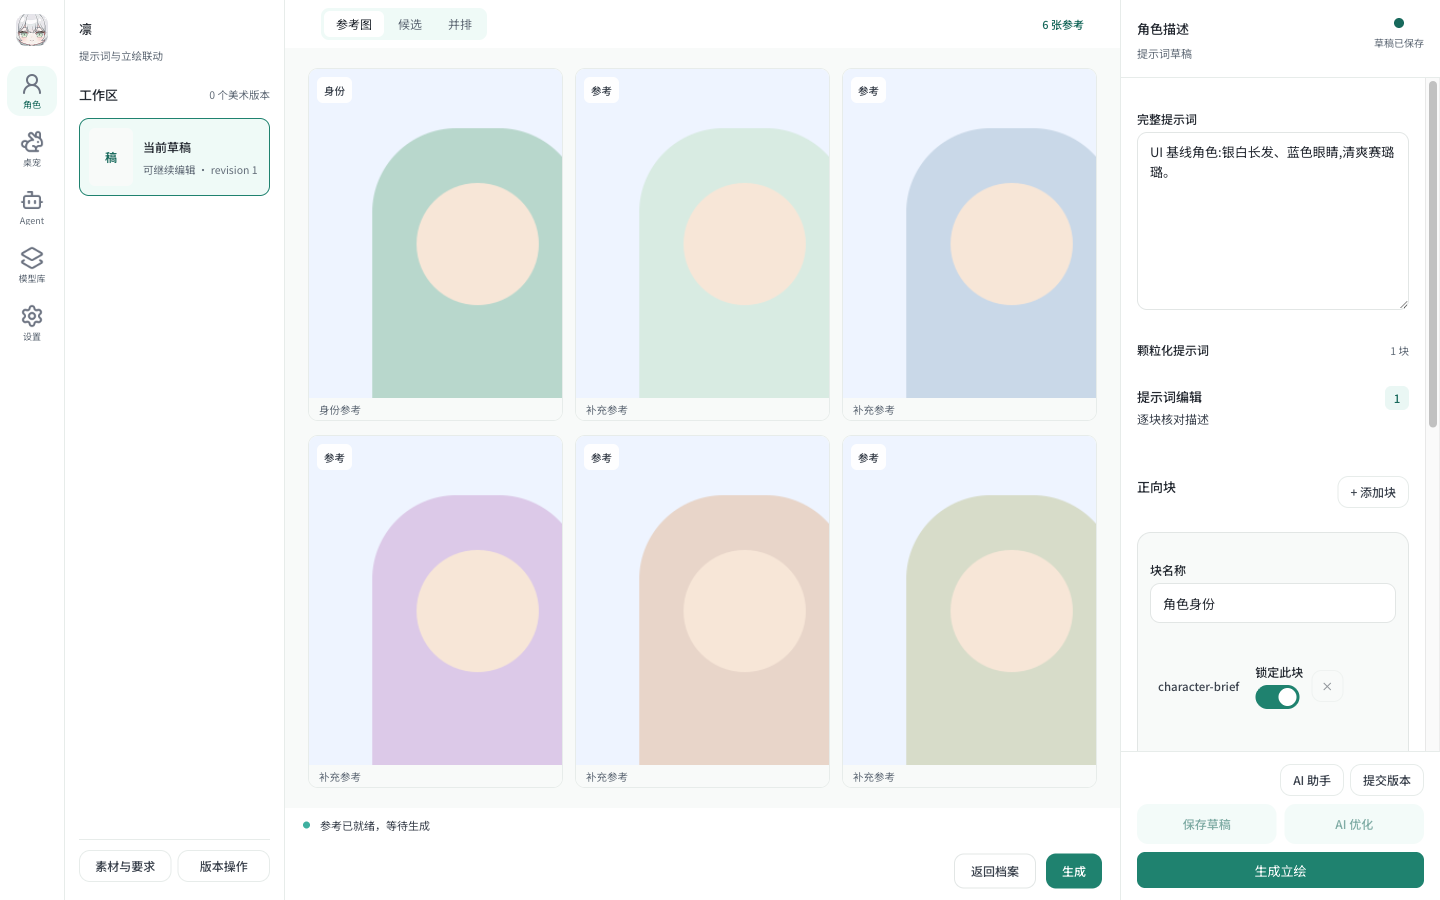 角色
桌宠
Agent
模型库
设置
凛
提示词与立绘联动
工作区
0 个美术版本
稿
当前草稿
可继续编辑 · revision 1
素材与要求
版本操作
参考图
候选
并排
6 张参考
身份
身份参考
参考
补充参考
参考
补充参考
参考
补充参考
参考
补充参考
参考
补充参考
参考已就绪，等待生成
返回档案
生成
角色描述
提示词草稿
草稿已保存
完整提示词
UI 基线角色:银白长发、蓝色眼睛,清爽赛璐
璐。
颗粒化提示词
1 块
提示词编辑
1
逐块核对描述
正向块
+ 添加块
块名称
角色身份
character-brief
锁定此块
×
AI 助手
提交版本
保存草稿
AI 优化
生成立绘